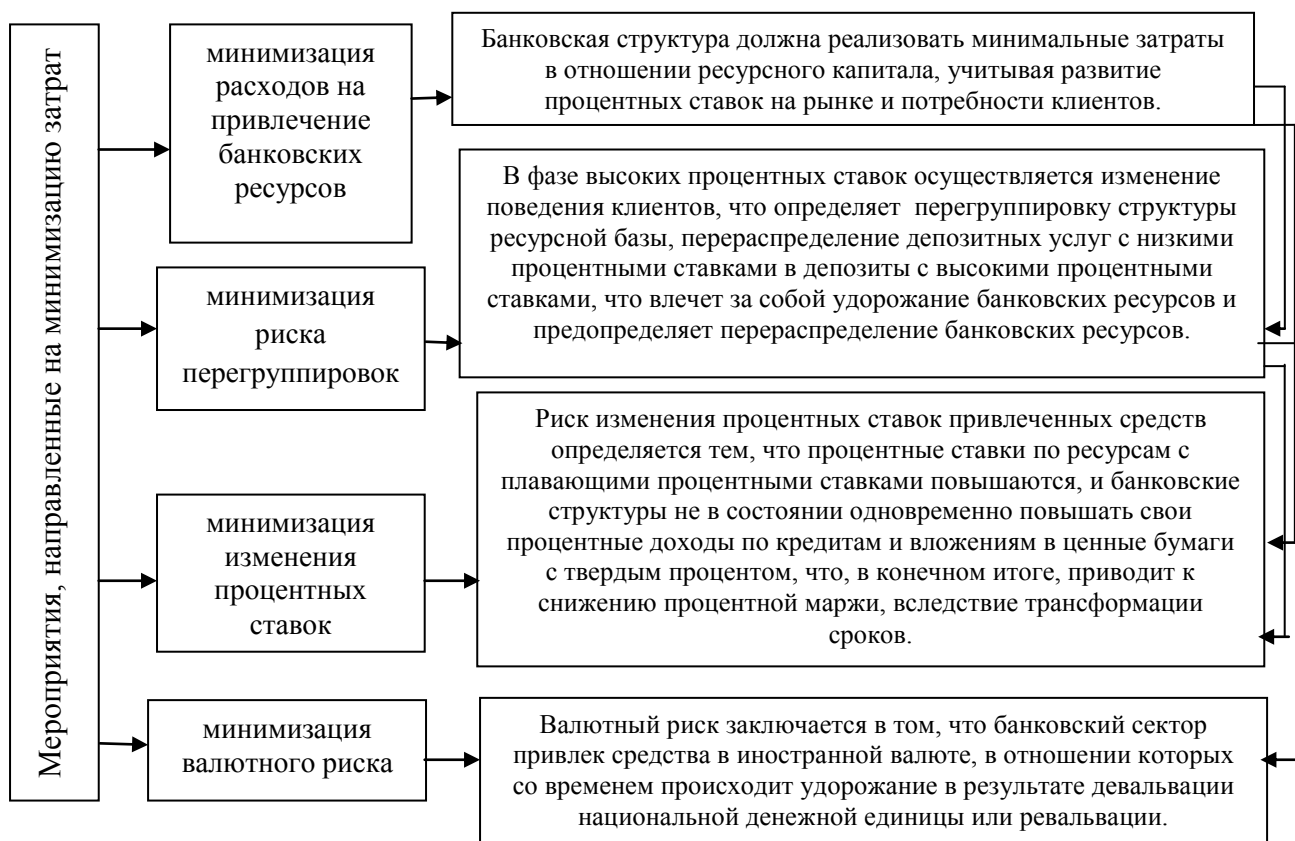 Мероприятия, направленные на минимизацию затрат
минимизация
расходов на
привлечение
банковских
ресурсов
Банковская структура должна реализовать минимальные затраты
в отношении ресурсного капитала, учитывая развитие
процентных ставок на рынке и потребности клиентов.
минимизация
риска
перегруппировок
В фазе высоких процентных ставок осуществляется изменение
поведения клиентов, что определяет перегруппировку структуры
ресурсной базы, перераспределение депозитных услуг с низкими
процентными ставками в депозиты с высокими процентными
ставками, что влечет за собой удорожание банковских ресурсов и
предопределяет перераспределение банковских ресурсов.
минимизация
изменения
процентных
ставок
Риск изменения процентных ставок привлеченных средств
определяется тем, что процентные ставки по ресурсам с
плавающими процентными ставками повышаются, и банковские
структуры не в состоянии одновременно повышать свои
процентные доходы по кредитам и вложениям в ценные бумаги
с твердым процентом, что, в конечном итоге, приводит к
снижению процентной маржи, вследствие трансформации
сроков.
минимизация
валютного риска
Валютный риск заключается в том, что банковский сектор
привлек средства в иностранной валюте, в отношении которых
со временем происходит удорожание в результате девальвации
национальной денежной единицы или ревальвации.